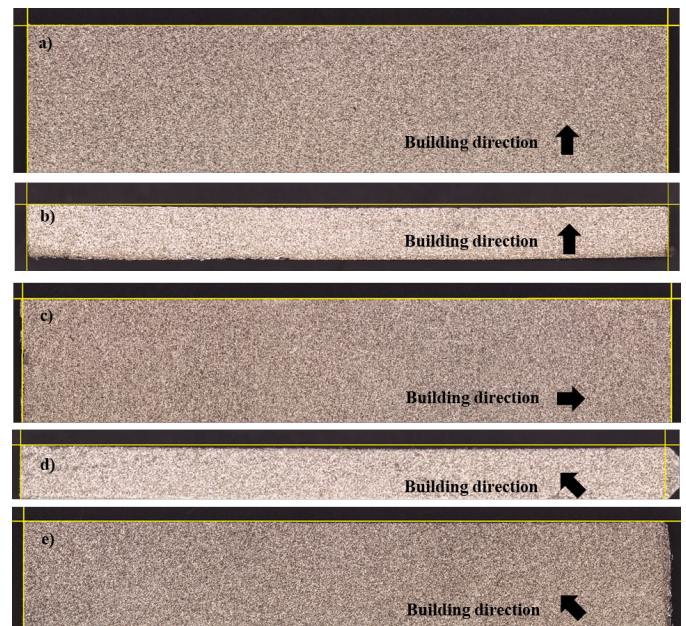 a)
Building direction
b)
Building direction
c)
Building direction
d)
Building direction
e)
Building direction